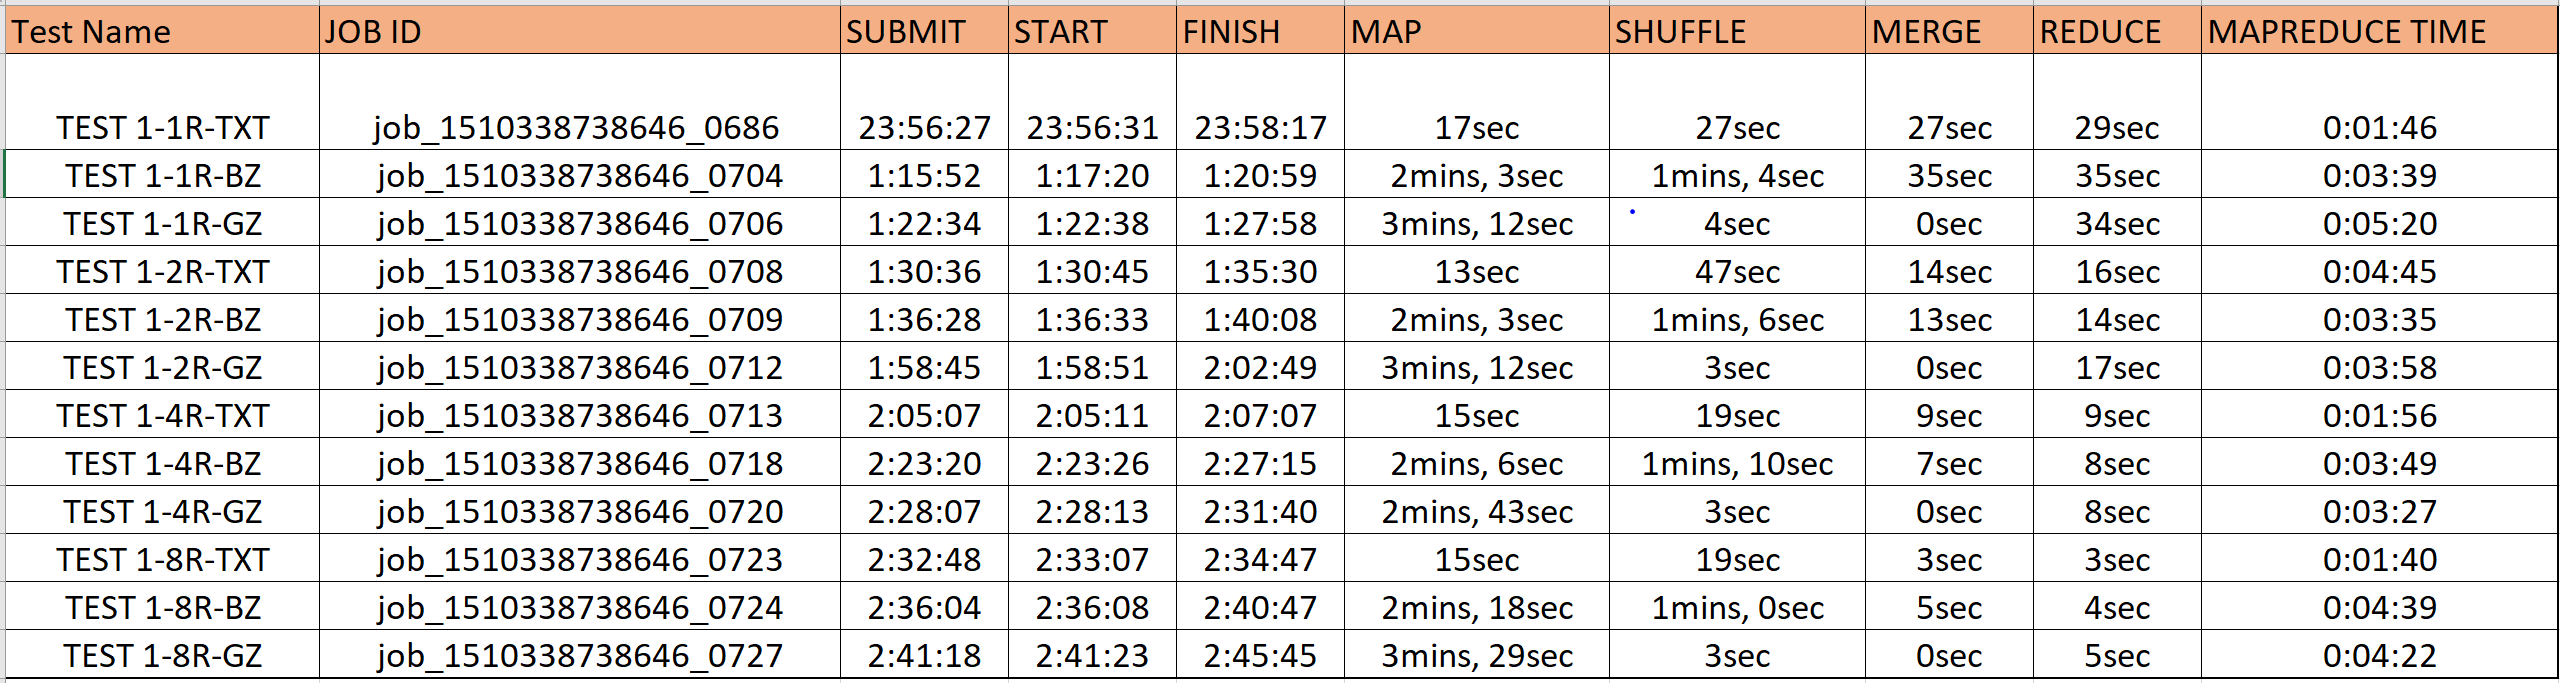 Test Name JOB ID SUBMIT START FINISH MAP SHUFFLE MERGE REDUCE MAPREDUCE TIME
TEST 1-1R-TXT job_1510338738646_0686 23:56:27 23:56:31 23:58:17 17sec 27sec 27sec 29sec 0:01:46
TEST 1-1R-BZ job_1510338738646_0704 1:15:52 1:17:20 1:20:59 2mins, 3sec 1mins, 4sec 35sec 35sec 0:03:39
TEST 1-1R-GZ job_1510338738646_0706 1:22:34 1:22:38 1:27:58 3mins, 12sec 4sec 0sec 34sec 0:05:20
TEST 1-2R-TXT job_1510338738646_0708 1:30:36 1:30:45 1:35:30 13sec 47sec 14sec 16sec 0:04:45
TEST 1-2R-BZ job_1510338738646_0709 1:36:28 1:36:33 1:40:08 2mins, 3sec 1mins, 6sec 13sec 14sec 0:03:35
TEST 1-2R-GZ job_1510338738646_0712 1:58:45 1:58:51 2:02:49 3mins, 12sec 3sec 0sec 17sec 0:03:58
TEST 1-4R-TXT job_1510338738646_0713 2:05:07 2:05:11 2:07:07 15sec 19sec 9sec 9sec 0:01:56
TEST 1-4R-BZ job_1510338738646_0718 2:23:20 2:23:26 2:27:15 2mins, 6sec 1mins, 10sec 7sec 8sec 0:03:49
TEST 1-4R-GZ job_1510338738646_0720 2:28:07 2:28:13 2:31:40 2mins, 43sec 3sec 0sec 8sec 0:03:27
TEST 1-8R-TXT job_1510338738646_0723 2:32:48 2:33:07 2:34:47 15sec 19sec 3sec 3sec 0:01:40
TEST 1-8R-BZ job_1510338738646_0724 2:36:04 2:36:08 2:40:47 2mins, 18sec 1mins, 0sec 5sec 4sec 0:04:39
TEST 1-8R-GZ job_1510338738646_0727 2:41:18 2:41:23 2:45:45 3mins, 29sec 3sec 0sec 5sec 0:04:22